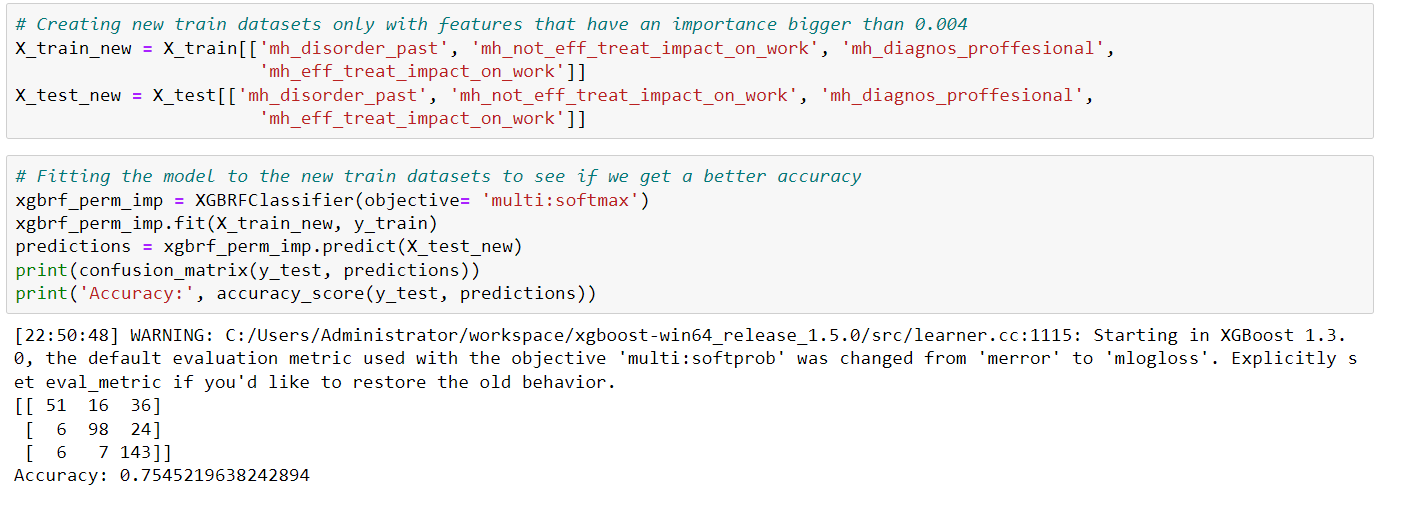 # Creating new train datasets only with features that have an importance bigger than 0.004
X_train_new = X_train[['mh_disorder_past', 'mh_not_eff_treat_impact_on_work', 'mh_diagnos_proffesional',
'mh_eff_treat_impact_on_work']]
X_test_new = X_test[['mh_disorder_past', 'mh_not_eff_treat_impact_on_work', 'mh_diagnos_proffesional',
'mh_eff_treat_impact_on_work']]
# Fitting the model to the new train datasets to see if we get a better accuracy
xgbrf_perm_imp = XGBRFClassifier(objective= 'multi:softmax')
xgbrf_perm_imp.fit(X_train_new, y_train)
predictions = xgbrf_perm_imp.predict(X_test_new)
print(confusion_matrix(y_test, predictions))
print('Accuracy:', accuracy_score(y_test, predictions))
[22:50:48] WARNING: C:/Users/Administrator/workspace/xgboost-win64_release_1.5.0/src/learner.cc:1115: Starting in XGBoost 1.3.
0, the default evaluation metric used with the objective 'multi:softprob' was changed from 'merror' to 'mlogloss'. Explicitly s
et eval_metric if you'd like to restore the old behavior.
[[ 51  16  36]
[  6  98  24]
[  6   7 143]]
Accuracy: 0.7545219638242894